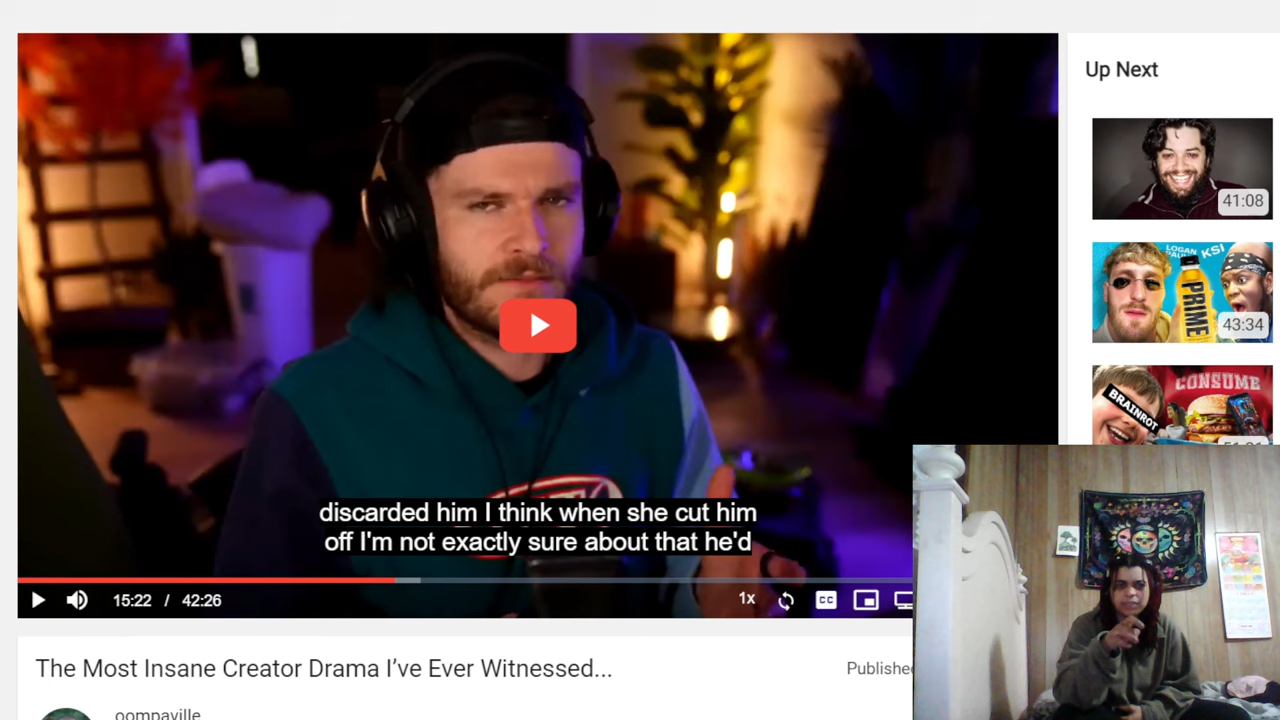 Up Next
41:08
LOGAN
PAUL
KSI
PRIME
43:34
CONSUME
BRAINROT
discarded him I think when she cut him
off I'm not exactly sure about that he'd
15:22 / 42:26
1x
CC
The Most Insane Creator Drama I’ve Ever Witnessed...
oompaville